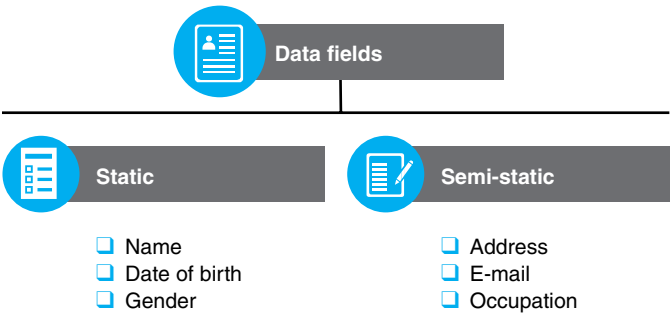 Data fields
Static
Name
Date of birth
Gender
Semi-static
Address
E-mail
Occupation